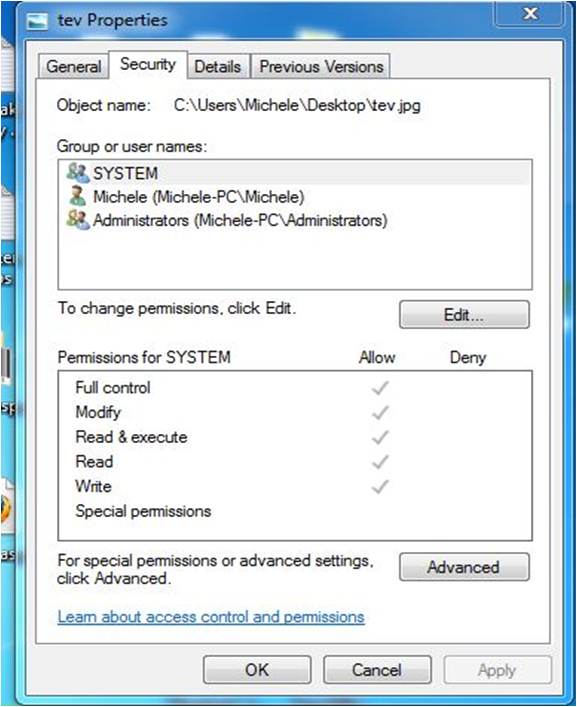 tev Properties
General Security Details Previous Versions
Object name: C:\Users\Michele\Desktop\tev.jpg
Group or user names:
SYSTEM
Michele (Michele-PC\Michele)
Administrators (Michele-PC\Administrators)
To change permissions, click Edit.
Edit...
Permissions for SYSTEM Allow Deny
Full control
Modify
Read & execute
Read
Write
Special permissions
For special permissions or advanced settings,
click Advanced.
Advanced
Learn about access control and permissions
OK Cancel Apply